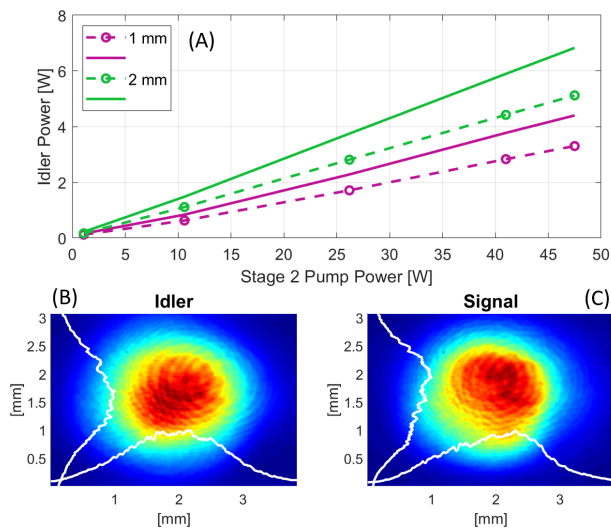 (A)
1 mm
2 mm
Idler Power [W]
8
6
4
2
0
0 5 10 15 20 25 30 35 40 45 50
Stage 2 Pump Power [W]
(B) Idler
[mm]
3
2.5
2
1.5
1
0.5
1 2 3
[mm]
Signal (C)
[mm]
3
2.5
2
1.5
1
0.5
1 2 3
[mm]